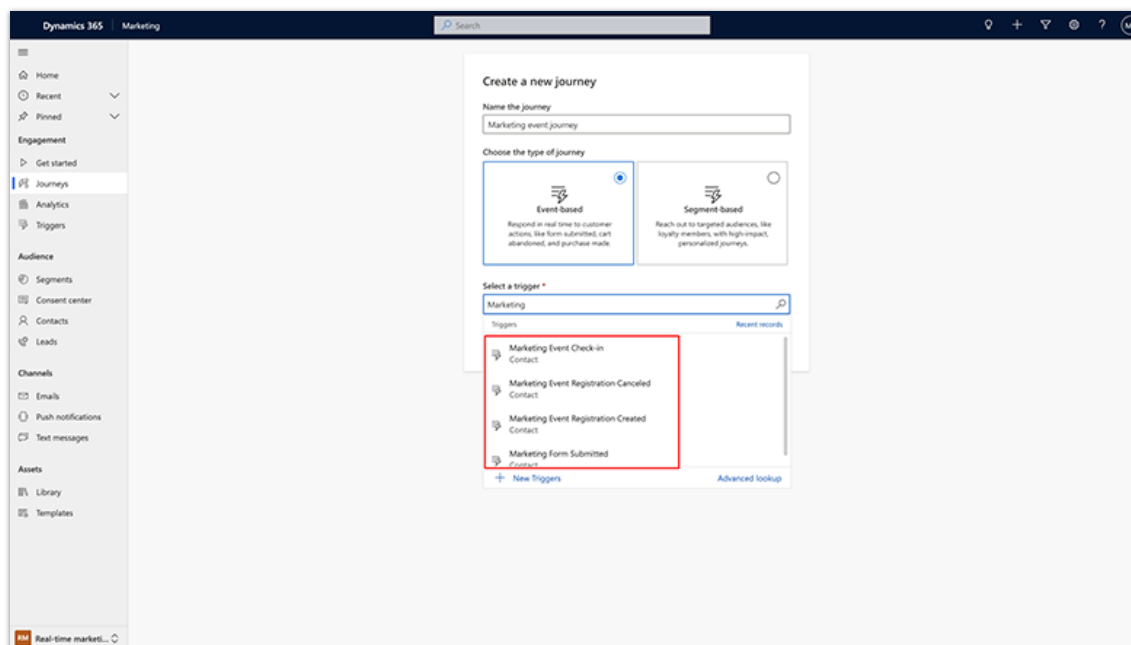 Dynamics 365 Marketing
Search
Home
Recent
Pinned
Engagement
Get started
Journeys
Analytics
Triggers
Audience
Segments
Consent center
Contacts
Leads
Channels
Emails
Push notifications
Text messages
Assets
Library
Templates
RM Real-time marketi...
Create a new journey
Name the journey
Marketing event journey
Choose the type of journey
Event-based
Respond in real time to customer
actions, like form submitted, cart
abandoned, and purchase made.
Segment-based
Reach out to targeted audiences, like
loyalty members, with high-impact,
personalized journeys.
Select a trigger *
Marketing
Triggers Recent records
Marketing Event Check-in
Contact
Marketing Event Registration Canceled
Contact
Marketing Event Registration Created
Contact
Marketing Form Submitted
Contact
New Triggers Advanced lookup